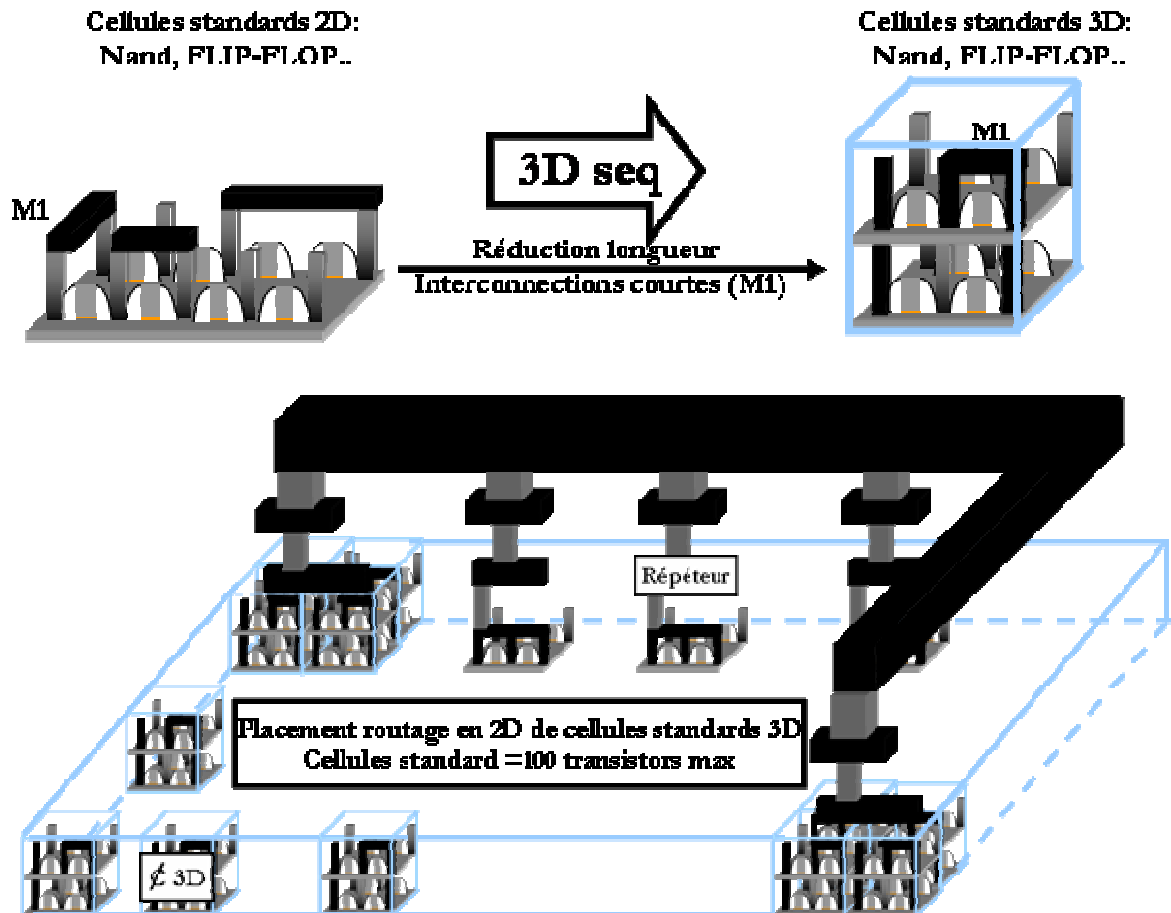 Cellules standards 2D:
Nand, FLIP-FLOP..
Cellules standards 3D:
Nand, FLIP-FLOP..
M1
3D seq
M1
Réduction longueur
Interconnections courtes (M1)
Répéteur
Placement routage en 2D de cellules standards 3D
Cellules standard =100 transistors max
¢ 3D